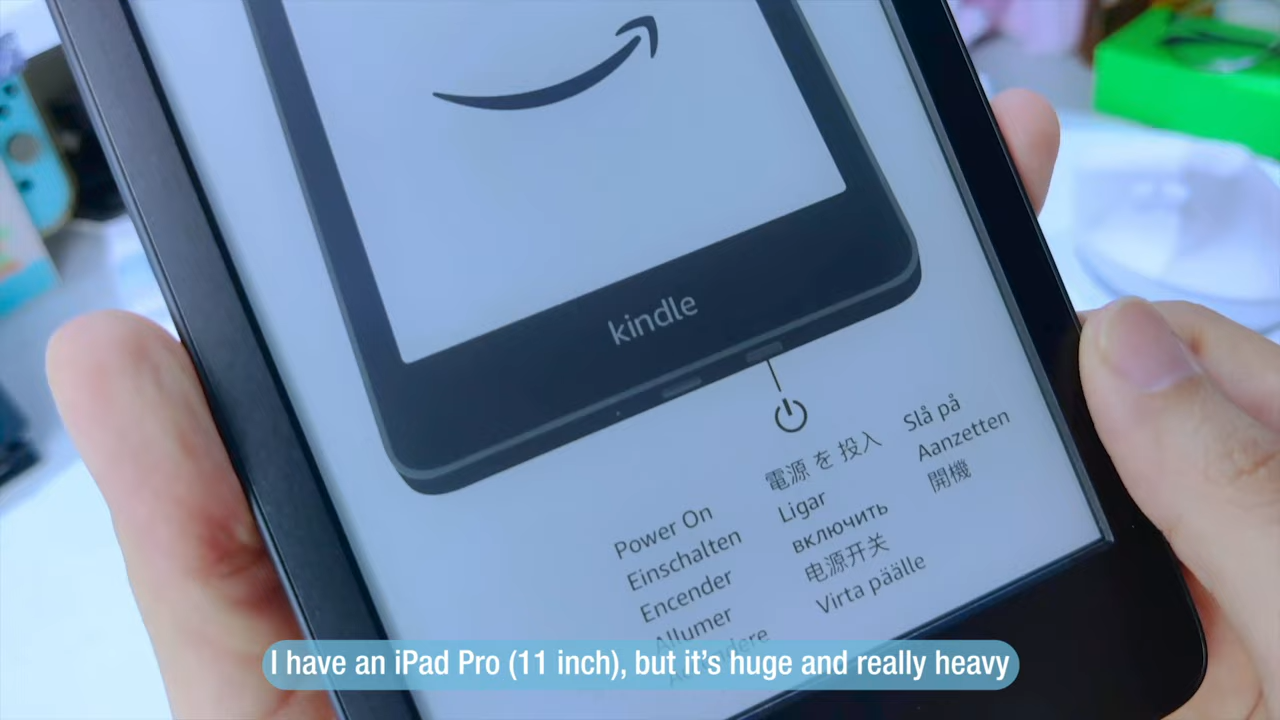 kindle
Power On
Einschalten
Encender
Allumer
電源 を 投入
Ligar
включить
电源开关
Virta päälle
Slå på
Aanzetten
開機
I have an iPad Pro (11 inch), but it's huge and really heavy